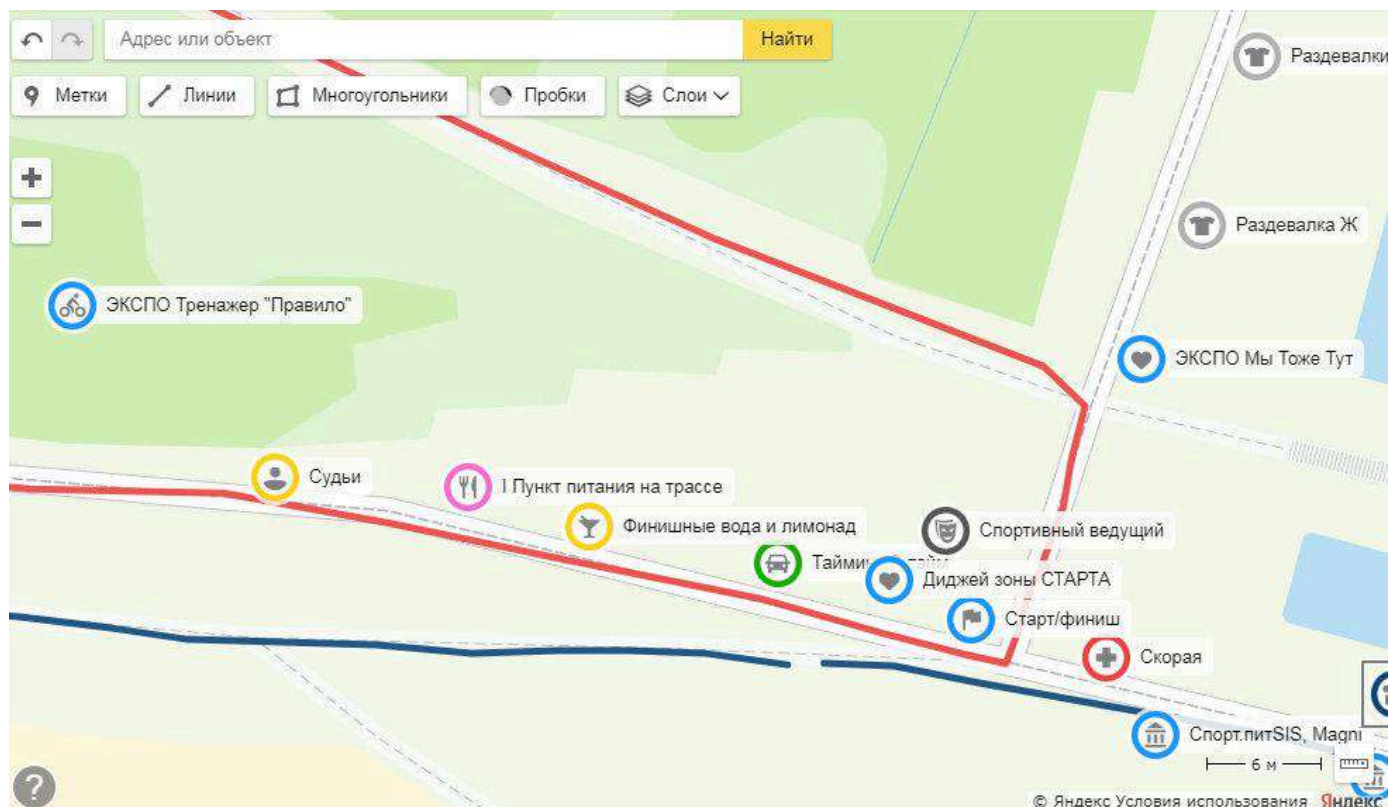 Адрес или объект
Найти
Метки
Линии
Многоугольники
Пробки
Слои
Раздевалки
Раздевалка Ж
ЭКСПО Тренажер "Правило"
ЭКСПО Мы Тоже Тут
Судьи
I Пункт питания на трассе
Финишные вода и лимонад
Спортивный ведущий
Диджей зоны СТАРТА
Старт/финиш
Скорая
Спорт.питSIS, Magni
6 м
?
© Яндекс Условия использования Яндекс